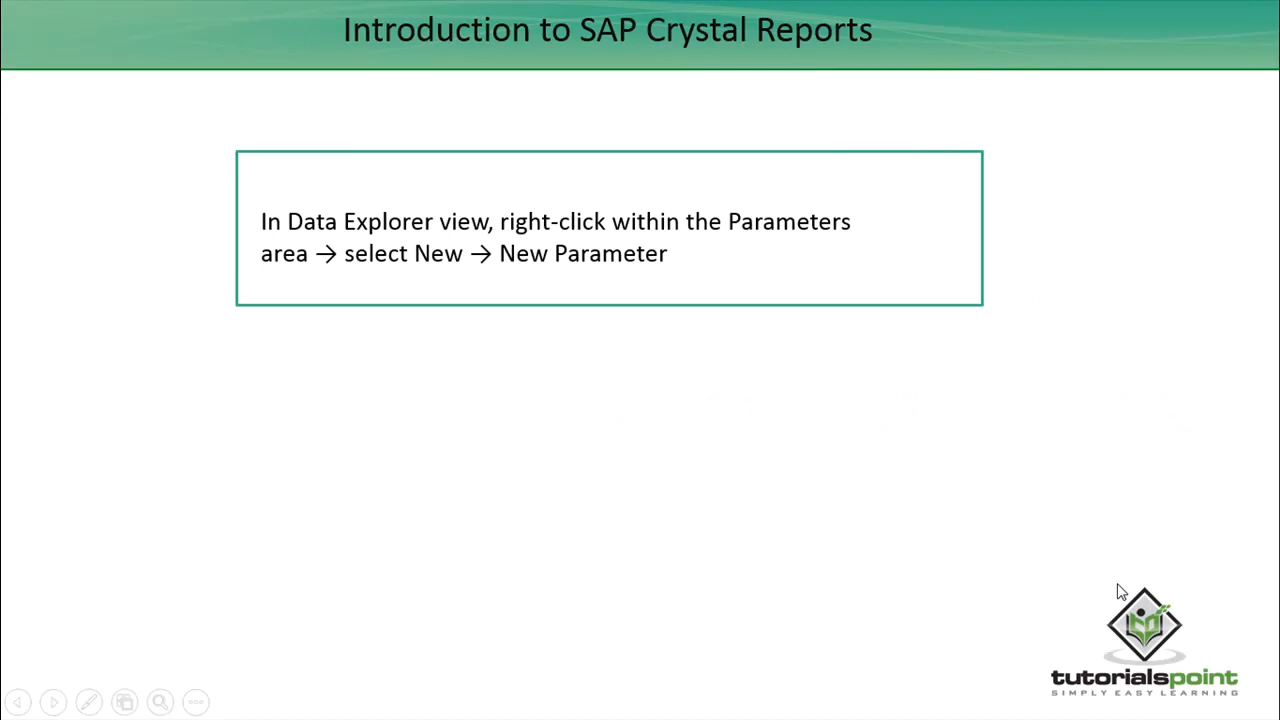 Introduction to SAP Crystal Reports
In Data Explorer view, right-click within the Parameters
area → select New → New Parameter
tutorialspoint
SIMPLY EASY LEARNING